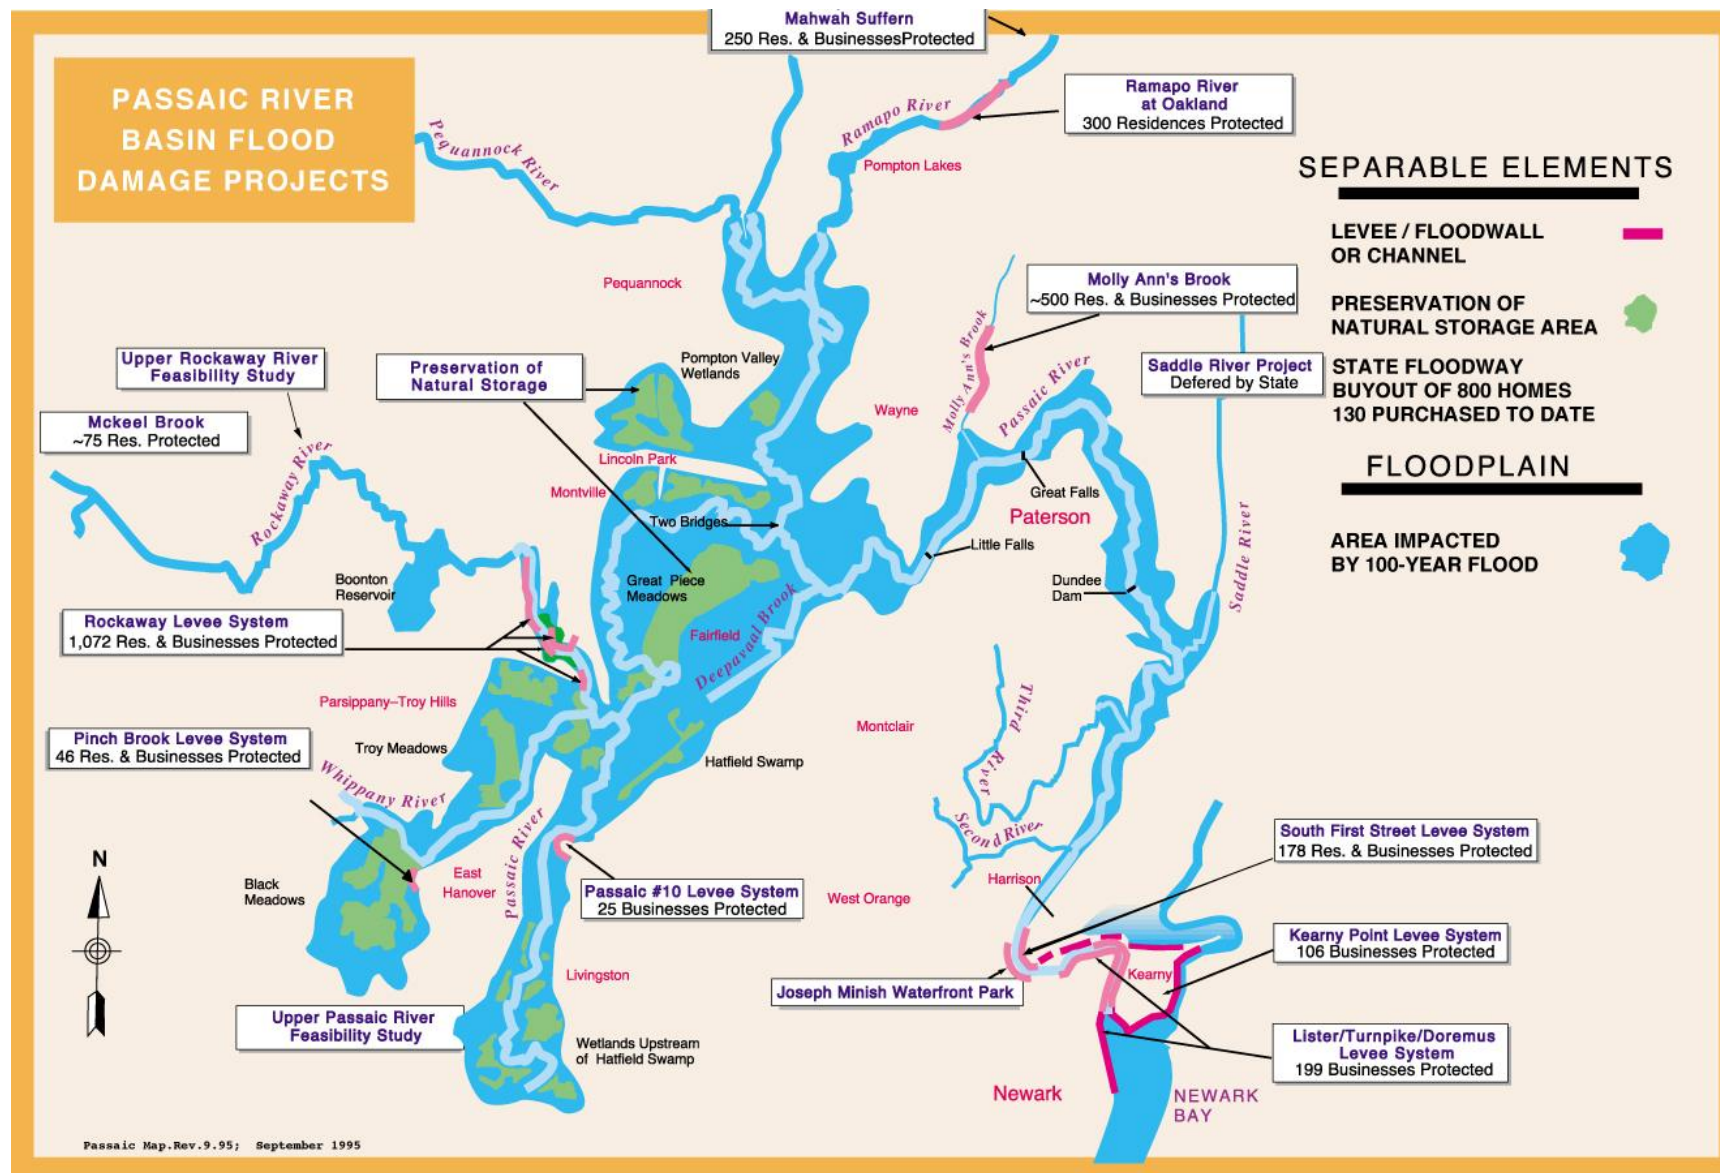 Mahwah Suffern
250 Res. & BusinessesProtected
PASSAIC RIVER
BASIN FLOOD
DAMAGE PROJECTS
Pequannock River
Ramapo River
Ramapo River
at Oakland
300 Residences Protected
Pompton Lakes
SEPARABLE ELEMENTS
LEVEE / FLOODWALL
OR CHANNEL
PRESERVATION OF
NATURAL STORAGE AREA
STATE FLOODWAY
BUYOUT OF 800 HOMES
130 PURCHASED TO DATE
FLOODPLAIN
AREA IMPACTED
BY 100-YEAR FLOOD
Pequannock
Molly Ann's Brook
~500 Res. & Businesses Protected
Molly Ann's Brook
Passaic River
Saddle River Project
Defered by State
Upper Rockaway River
Feasibility Study
Preservation of
Natural Storage
Pompton Valley
Wetlands
Wayne
Mckeel Brook
~75 Res. Protected
Rockaway River
Lincoln Park
Montville
Two Bridges
Great Falls
Paterson
Little Falls
Saddle River
Boonton
Reservoir
Great Piece
Meadows
Dundee
Dam
Rockaway Levee System
1,072 Res. & Businesses Protected
Fairfield
Deepavaal Brook
Parsippany–Troy Hills
Third River
Montclair
Pinch Brook Levee System
46 Res. & Businesses Protected
Troy Meadows
Hatfield Swamp
Whippany River
Passaic River
Second River
South First Street Levee System
178 Res. & Businesses Protected
N
Black
Meadows
East
Hanover
Passaic #10 Levee System
25 Businesses Protected
West Orange
Harrison
Kearny Point Levee System
106 Businesses Protected
Livingston
Kearny
Joseph Minish Waterfront Park
Upper Passaic River
Feasibility Study
Wetlands Upstream
of Hatfield Swamp
Lister/Turnpike/Doremus
Levee System
199 Businesses Protected
Newark
NEWARK
BAY
Passaic Map.Rev.9.95; September 1995